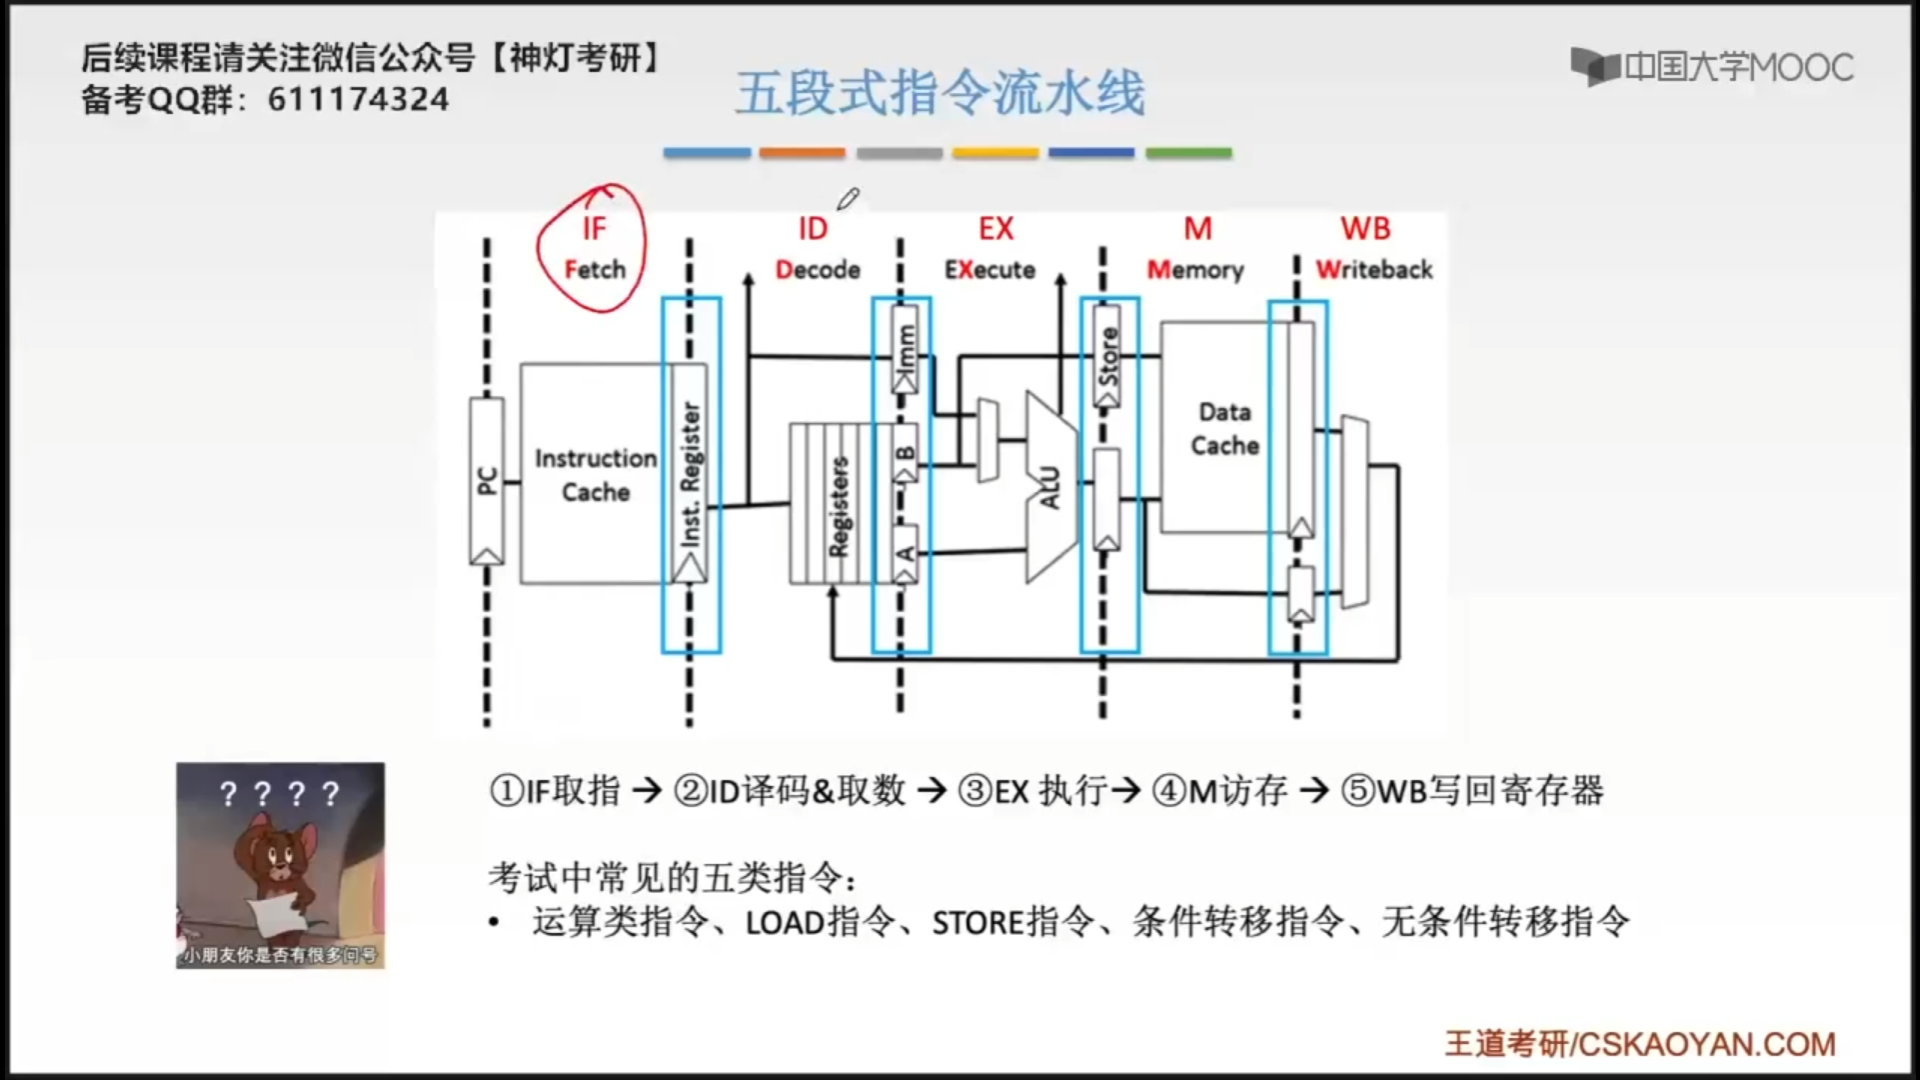 后续课程请关注微信公众号【神灯考研】
备考QQ群：611174324
中国大学MOOC
五段式指令流水线
IF ID EX M WB
Fetch Decode EXecute Memory Writeback
PC
Instruction
Cache
Inst. Register
Registers
Imm
B
A
ALU
Store
Data
Cache
①IF取指 → ②ID译码&取数 → ③EX 执行→ ④M访存 → ⑤WB写回寄存器
？？？？
小朋友你是否有很多问号
考试中常见的五类指令：
• 运算类指令、LOAD指令、STORE指令、条件转移指令、无条件转移指令
王道考研/CSKAOYAN.COM